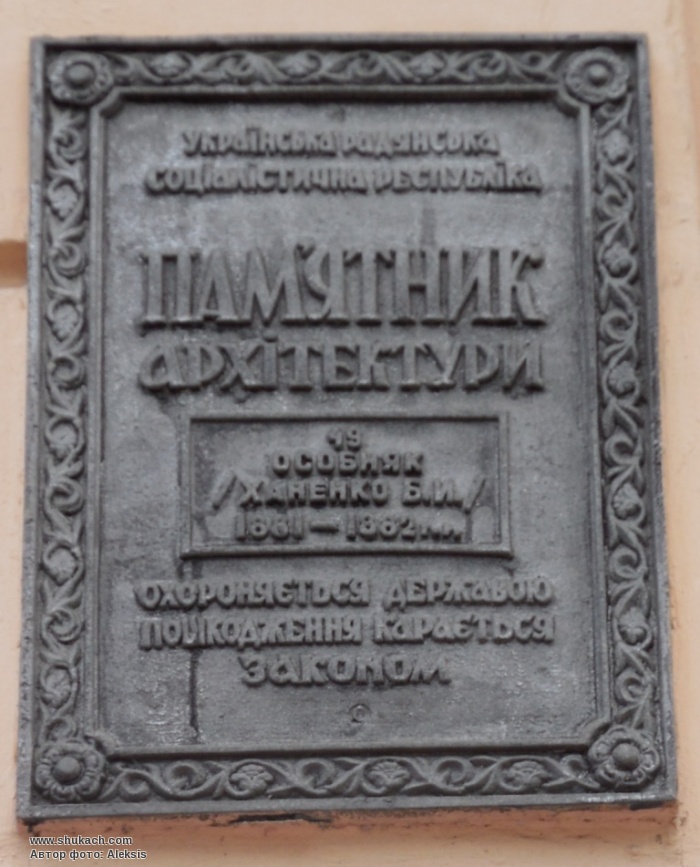 Українська Радянська
Соціалістична Республіка
ПАМ'ЯТНИК
АРХІТЕКТУРИ
49
ОСОБНЯК
/ХАНЕНКО Б.И./
1881—1882 г.г.
ОХОРОНЯЄТЬСЯ ДЕРЖАВОЮ
ПОШКОДЖЕННЯ КАРАЄТЬСЯ
ЗАКОНОМ
www.shukach.com
Автор фото: Aleksis